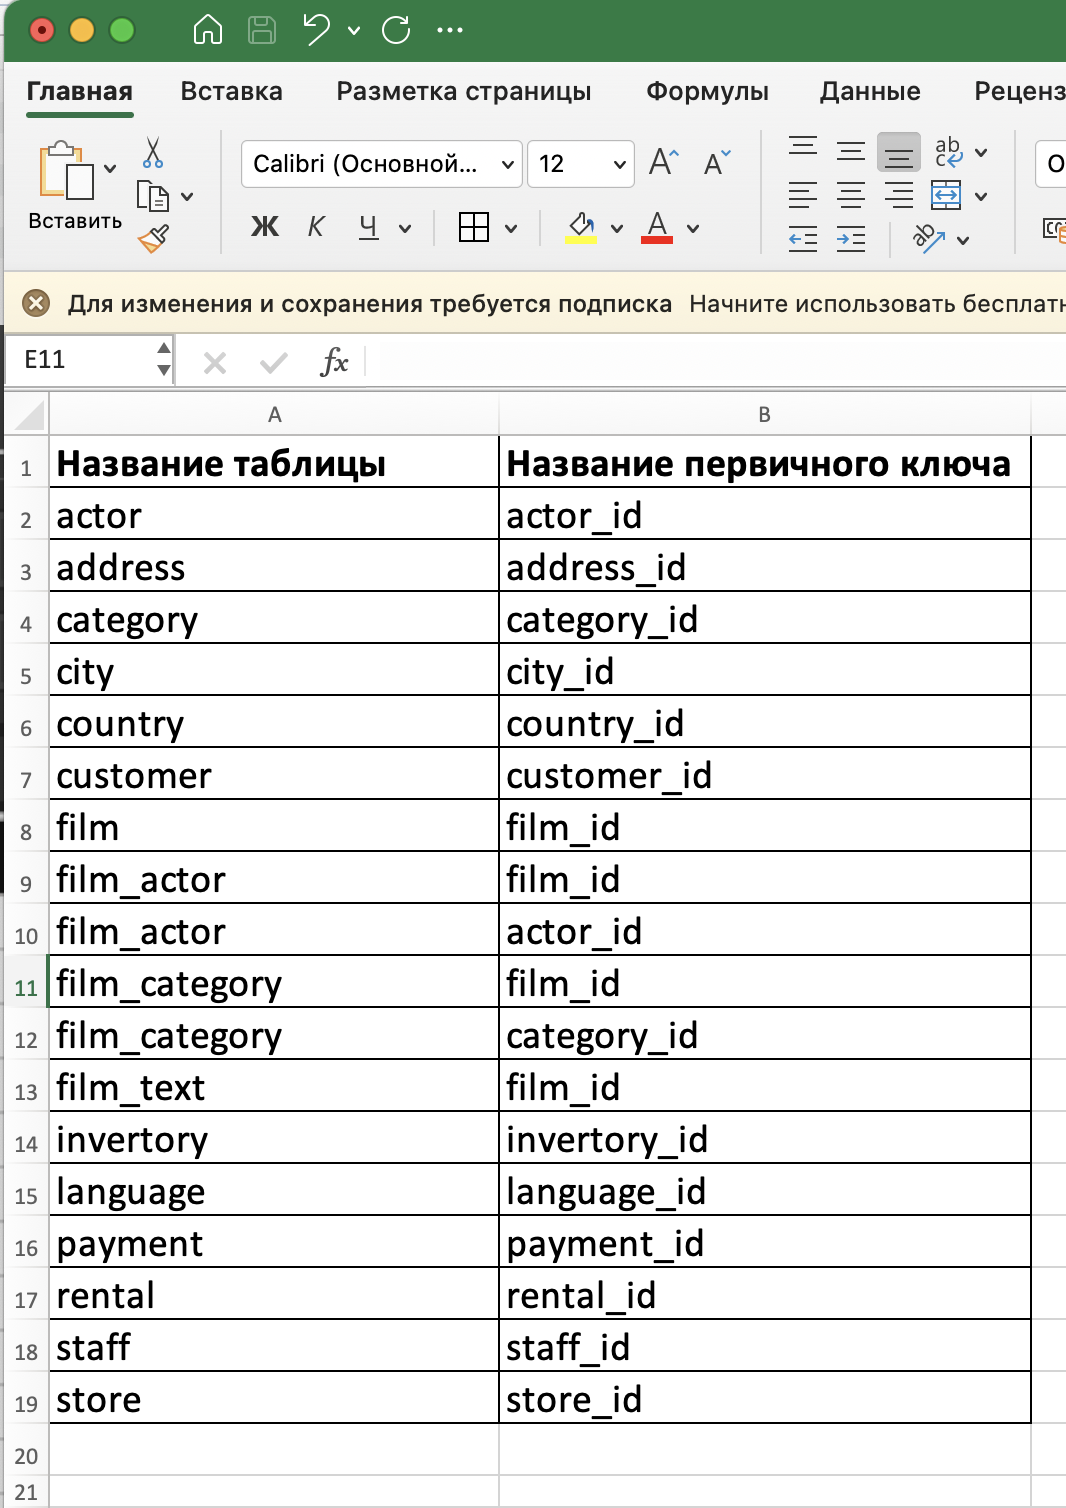 Главная Вставка Разметка страницы Формулы Данные
Calibri (Основной... 12
Вставить
Ж К Ч
Для изменения и сохранения требуется подписка Начните использовать
E11 fx
A B
1 Название таблицы Название первичного ключа
2 actor actor_id
3 address address_id
4 category category_id
5 city city_id
6 country country_id
7 customer customer_id
8 film film_id
9 film_actor film_id
10 film_actor actor_id
11 film_category film_id
12 film_category category_id
13 film_text film_id
14 invertory invertory_id
15 language language_id
16 payment payment_id
17 rental rental_id
18 staff staff_id
19 store store_id
20
21